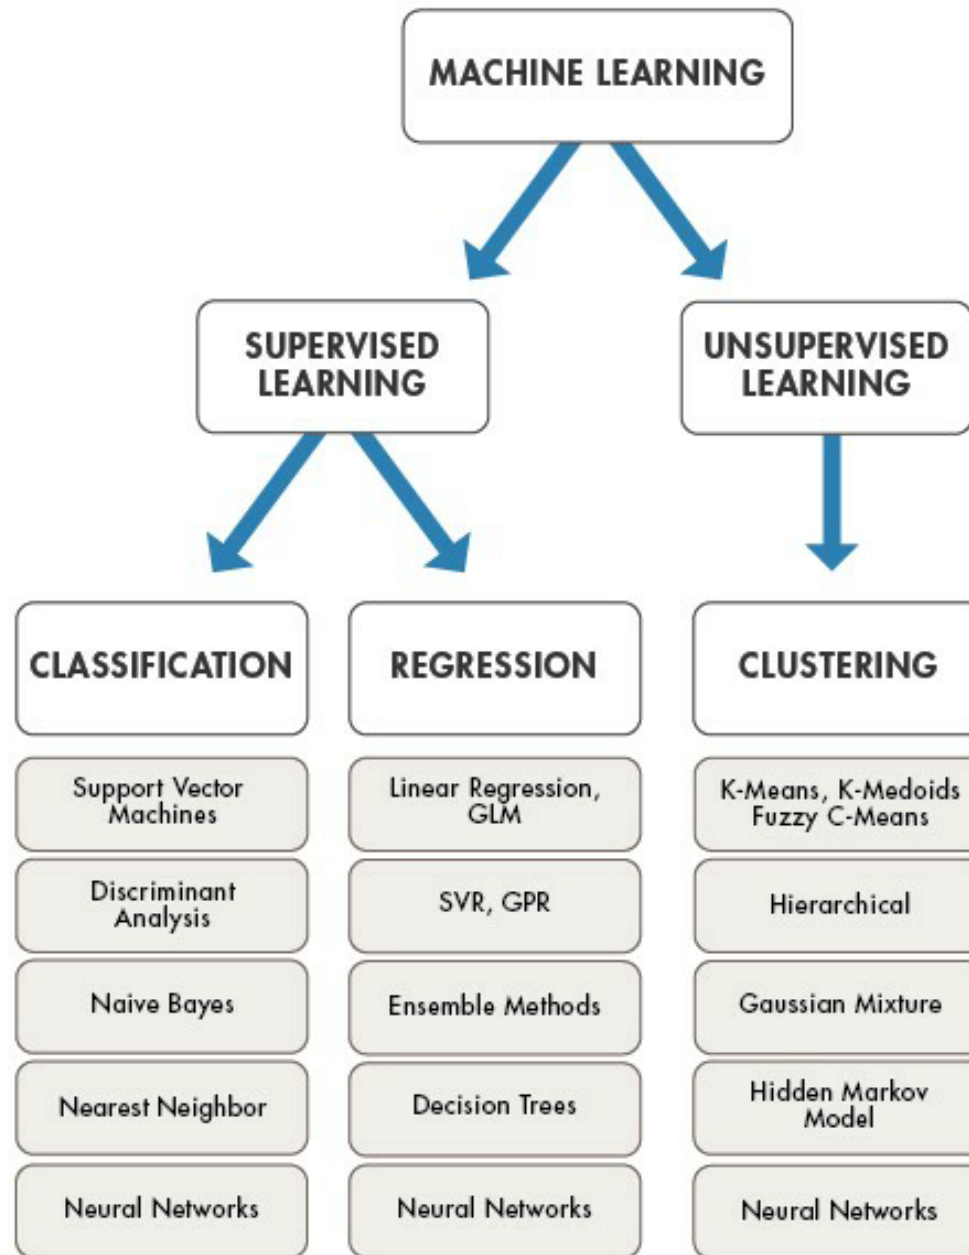 MACHINE LEARNING
SUPERVISED
LEARNING
UNSUPERVISED
LEARNING
CLASSIFICATION
Support Vector
Machines
Discriminant
Analysis
Naive Bayes
Nearest Neighbor
Neural Networks
REGRESSION
Linear Regression,
GLM
SVR, GPR
Ensemble Methods
Decision Trees
Neural Networks
CLUSTERING
K-Means, K-Medoids
Fuzzy C-Means
Hierarchical
Gaussian Mixture
Hidden Markov
Model
Neural Networks